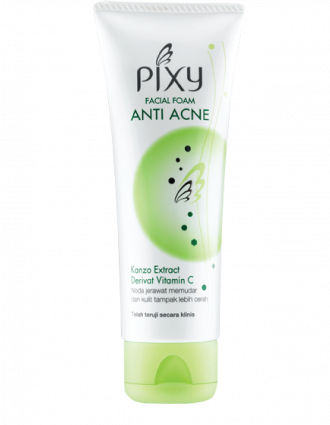 PIXY
FACIAL FOAM
ANTI ACNE
Kanzo Extract
Derivat Vitamin C
Noda jerawat memudar
dan kulit tampak lebih cerah
Telah teruji secara klinis